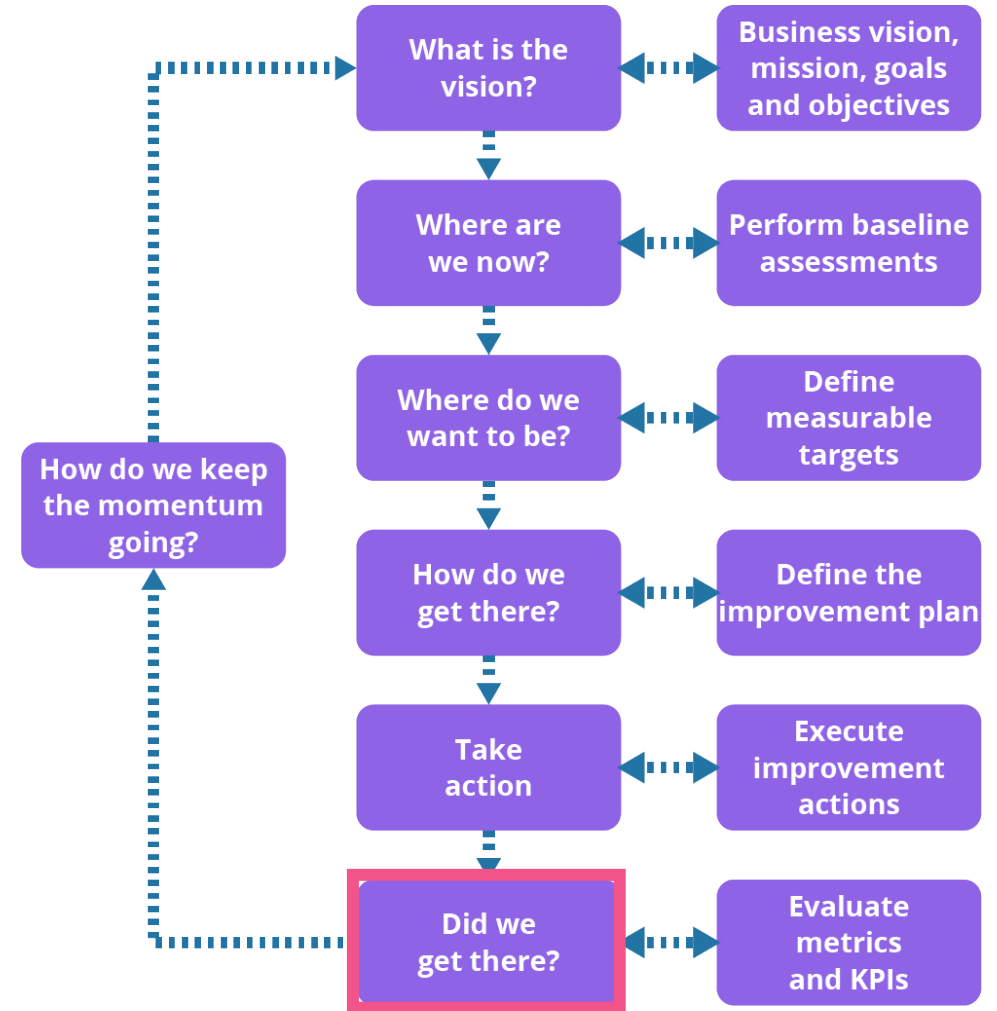 What is the
vision?
Business vision,
mission, goals
and objectives
Where are
we now?
Perform baseline
assessments
Where do we
want to be?
Define
measurable
targets
How do we keep
the momentum
going?
How do we
get there?
Define the
improvement plan
Take
action
Execute
improvement
actions
Did we
get there?
Evaluate
metrics
and KPIs